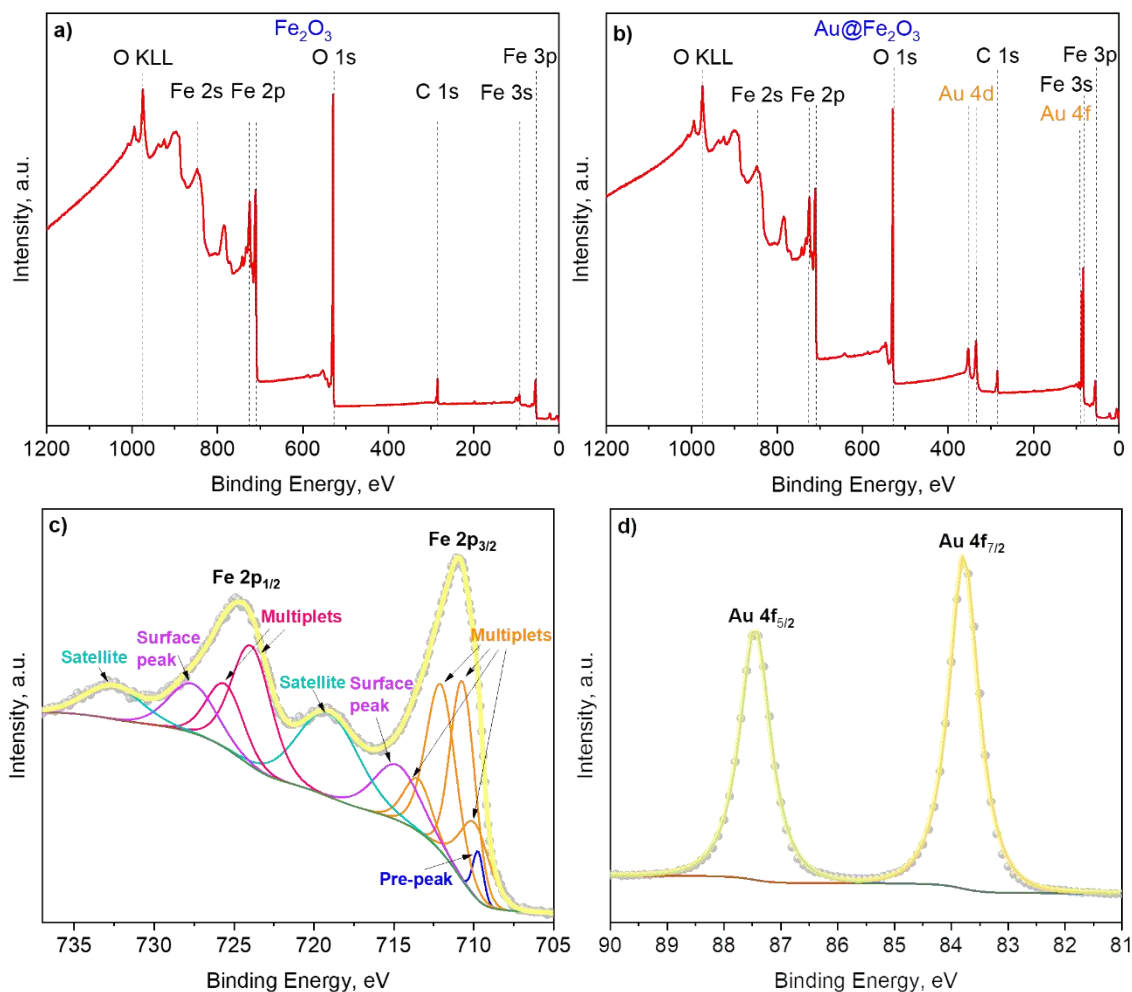 a)
Fe₂O₃
O KLL
O 1s
Fe 3p
Fe 2s
Fe 2p
C 1s
Fe 3s
Intensity, a.u.
1200
1000
800
600
400
200
0
Binding Energy, eV
b)
Au@Fe₂O₃
O KLL
O 1s
C 1s
Fe 3p
Fe 2s
Fe 2p
Au 4d
Fe 3s
Au 4f
Intensity, a.u.
1200
1000
800
600
400
200
0
Binding Energy, eV
c)
Fe 2p₃/₂
Fe 2p₁/₂
Multiplets
Multiplets
Surface
peak
Satellite
Satellite
Surface
peak
Pre-peak
Intensity, a.u.
735
730
725
720
715
710
705
Binding Energy, eV
d)
Au 4f₇/₂
Au 4f₅/₂
Intensity, a.u.
90
89
88
87
86
85
84
83
82
81
Binding Energy, eV